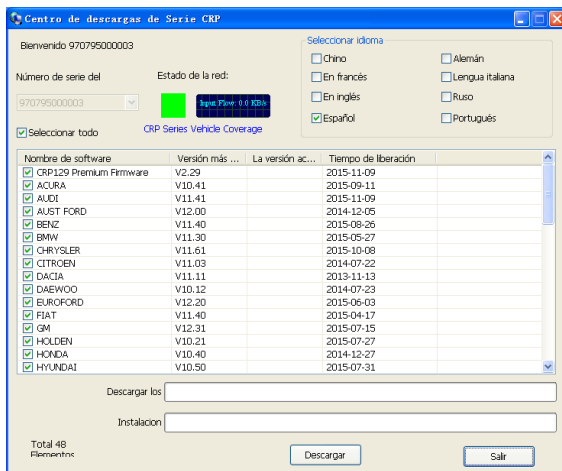 Centro de descargas de Serie CRP
Bienvenido 970795000003
Seleccionar idioma
Chino
Alemán
En francés
Lengua italiana
En inglés
Ruso
Español
Portugués
Número de serie del
Estado de la red:
970795000003
Input Flow: 0.0 KB/s
Seleccionar todo
CRP Series Vehicle Coverage
Nombre de software Versión más ... La versión ac... Tiempo de liberación
CRP129 Premium Firmware V2.29 2015-11-09
ACURA V10.41 2015-09-11
AUDI V11.41 2015-11-09
AUST FORD V12.00 2014-12-05
BENZ V11.40 2015-08-26
BMW V11.30 2015-05-27
CHRYSLER V11.61 2015-10-08
CITROEN V11.03 2014-07-22
DACIA V11.11 2013-11-13
DAEWOO V10.12 2014-07-23
EUROFORD V12.20 2015-06-03
FIAT V11.40 2015-04-17
GM V12.31 2015-07-15
HOLDEN V10.21 2015-07-27
HONDA V10.40 2014-12-27
HYUNDAI V10.50 2015-07-31
Descargar los
Instalacion
Total 48
Elementos
Descargar
Salir